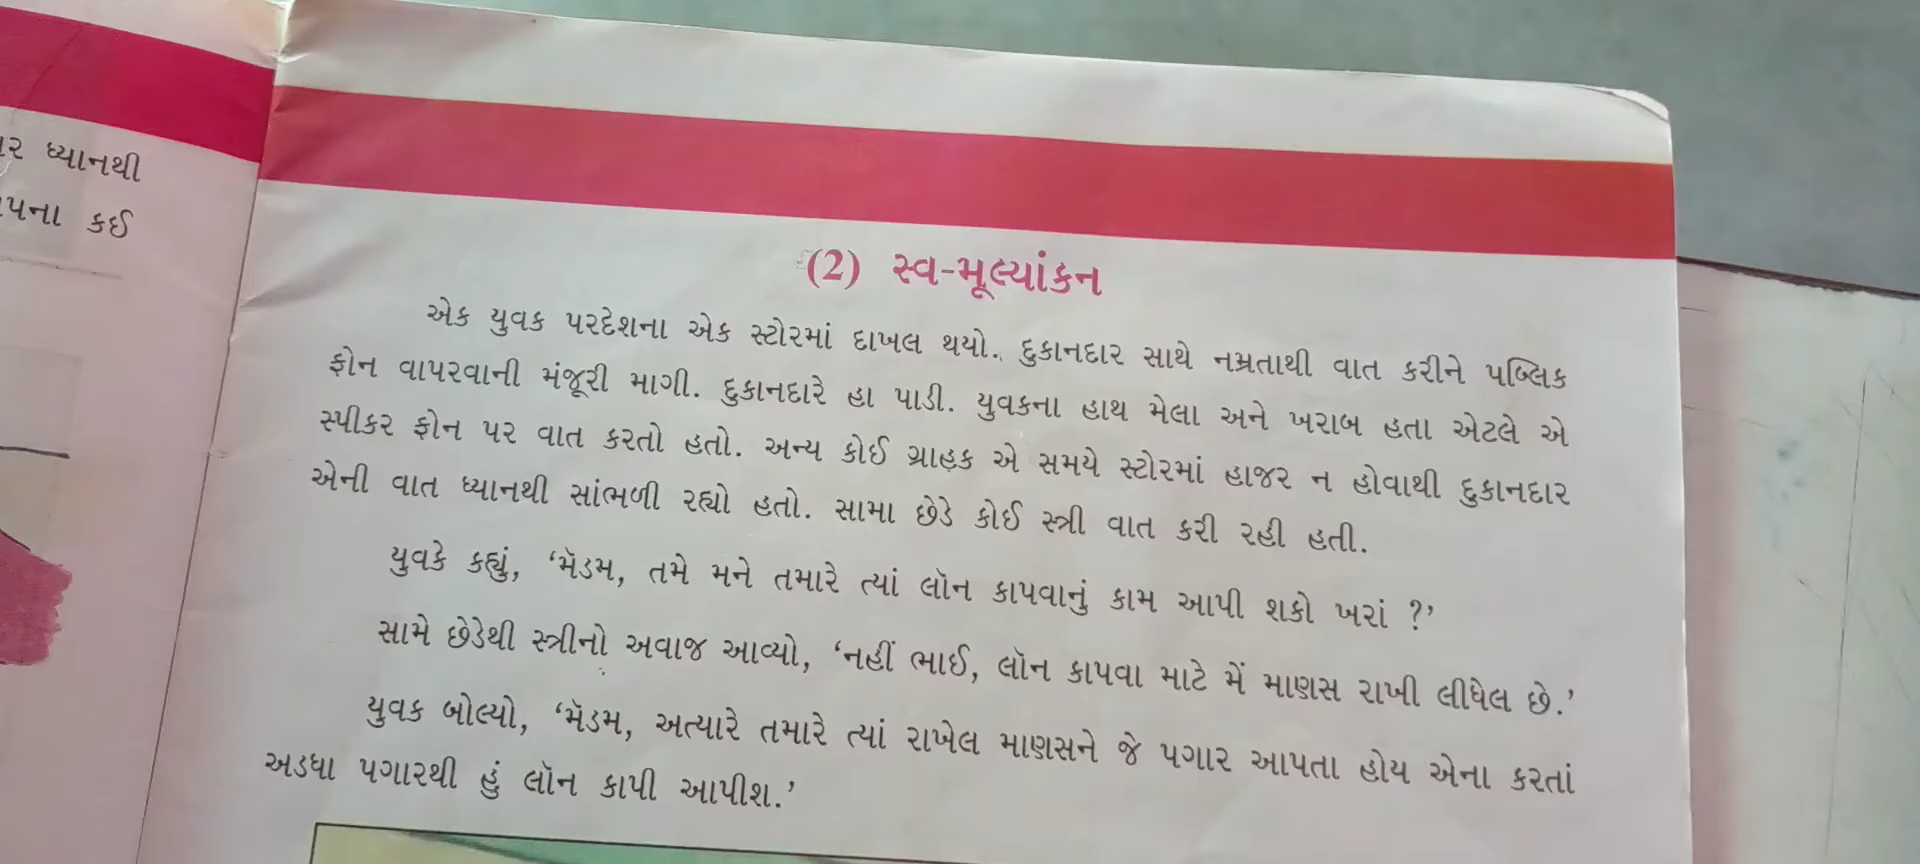 ધ્યાનથી
કઈ
(2) સ્વ-મૂલ્યાંકન
એક યુવક પરદેશના એક સ્ટોરમાં દાખલ થયો. દુકાનદાર સાથે નમ્રતાથી વાત કરીને પબ્લિક
ફોન વાપરવાની મંજૂરી માગી. દુકાનદારે હા પાડી. યુવકના હાથ મેલા અને ખરાબ હતા એટલે એ
સ્પીકર ફોન પર વાત કરતો હતો. અન્ય કોઈ ગ્રાહક એ સમયે સ્ટોરમાં હાજર ન હોવાથી દુકાનદાર
એની વાત ધ્યાનથી સાંભળી રહ્યો હતો. સામા છેડે કોઈ સ્ત્રી વાત કરી રહી હતી.
યુવકે કહ્યું, ‘મૅડમ, તમે મને તમારે ત્યાં લૉન કાપવાનું કામ આપી શકો ખરાં ?’
સામે છેડેથી સ્ત્રીનો અવાજ આવ્યો, ‘નહીં ભાઈ, લૉન કાપવા માટે મેં માણસ રાખી લીધેલ છે.’
યુવક બોલ્યો, ‘મૅડમ, અત્યારે તમારે ત્યાં રાખેલ માણસને જે પગાર આપતા હોય એના કરતાં
અડધા પગારથી હું લૉન કાપી આપીશ.’